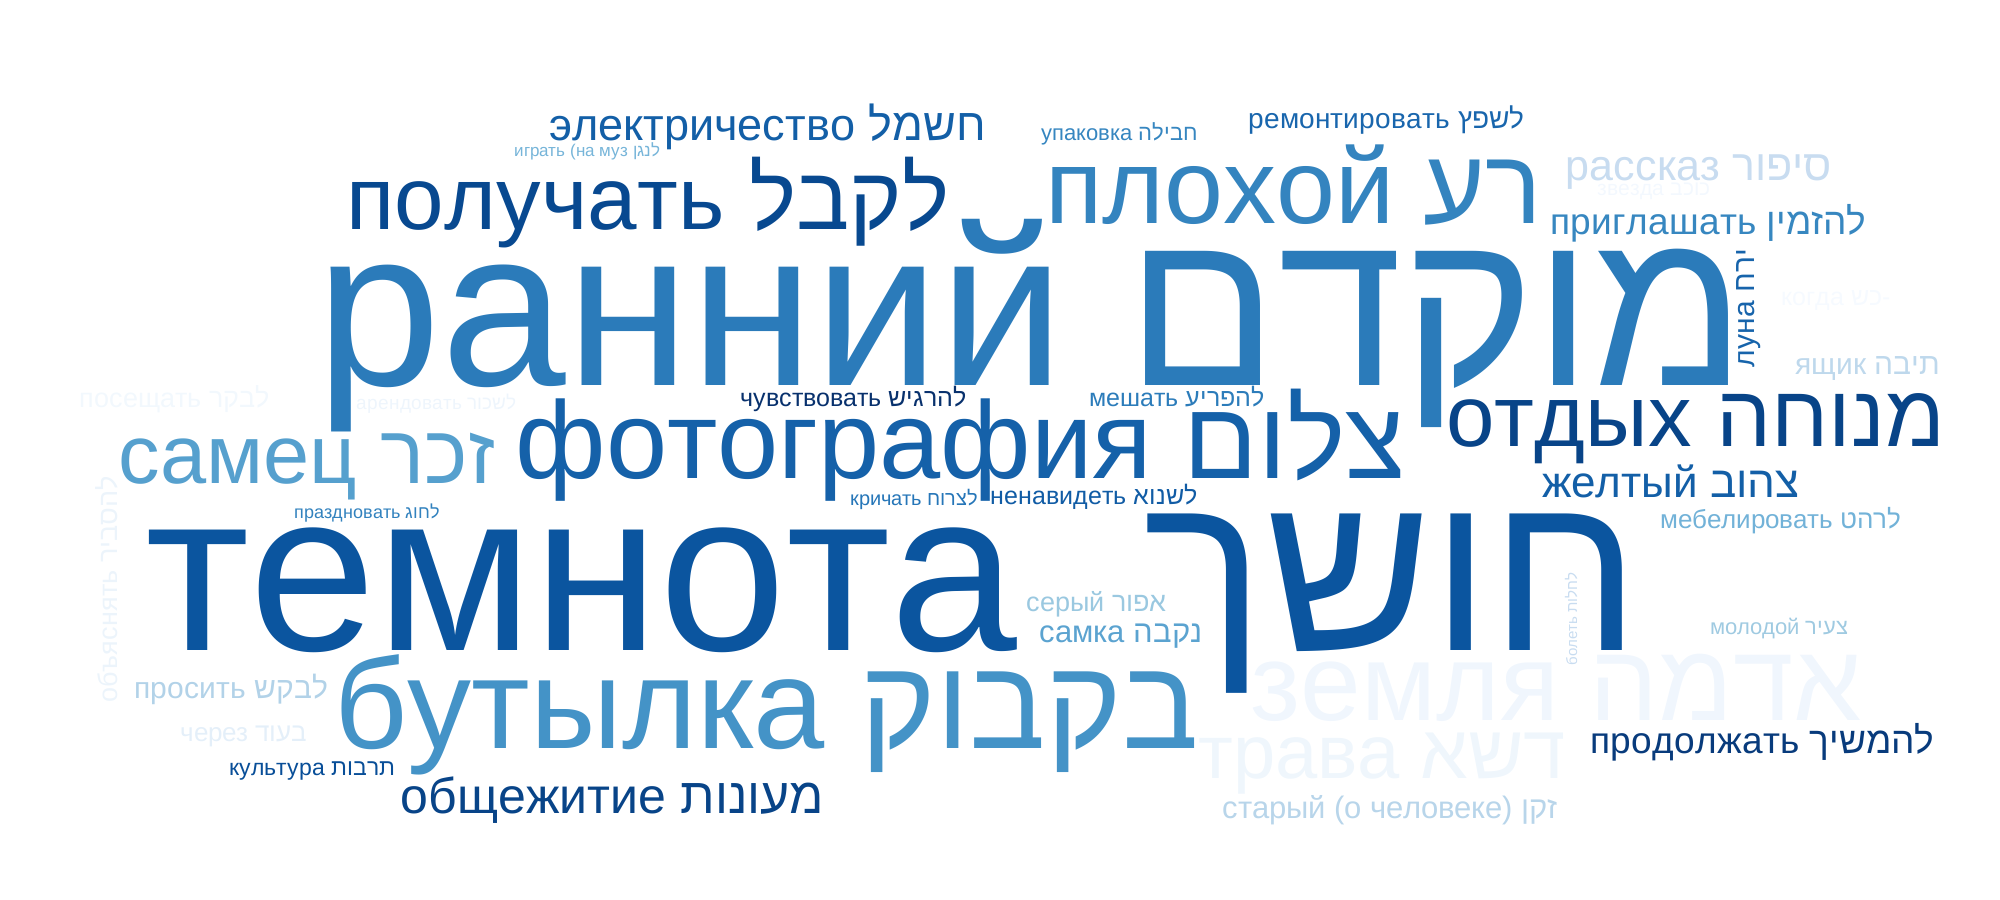 электричество חשמל
упаковка חבילה
ремонтировать לשפץ
играть (на муз לנגן
получать לקבל
плохой רע
рассказ סיפור
звезда כוכב
приглашать להזמין
ранний מוקדם
луна ירח
когда כש-
ящик תיבה
посещать לבקר
арендовать לשכור
чувствовать להרגיש
мешать להפריע
самец זכר
фотография צלום
отдых מנוחה
желтый צהוב
кричать לצרוח
ненавидеть לשנוא
праздновать לחוג
мебелировать לרהט
объяснять להסביר
темнота חושך
серый אפור
самка נקבה
болеть לחלות
молодой צעיר
просить לבקש
бутылка בקבוק
земля אדמה
через בעוד
трава דשא
продолжать להמשיך
культура תרבות
общежитие מעונות
старый (о человеке) זקן